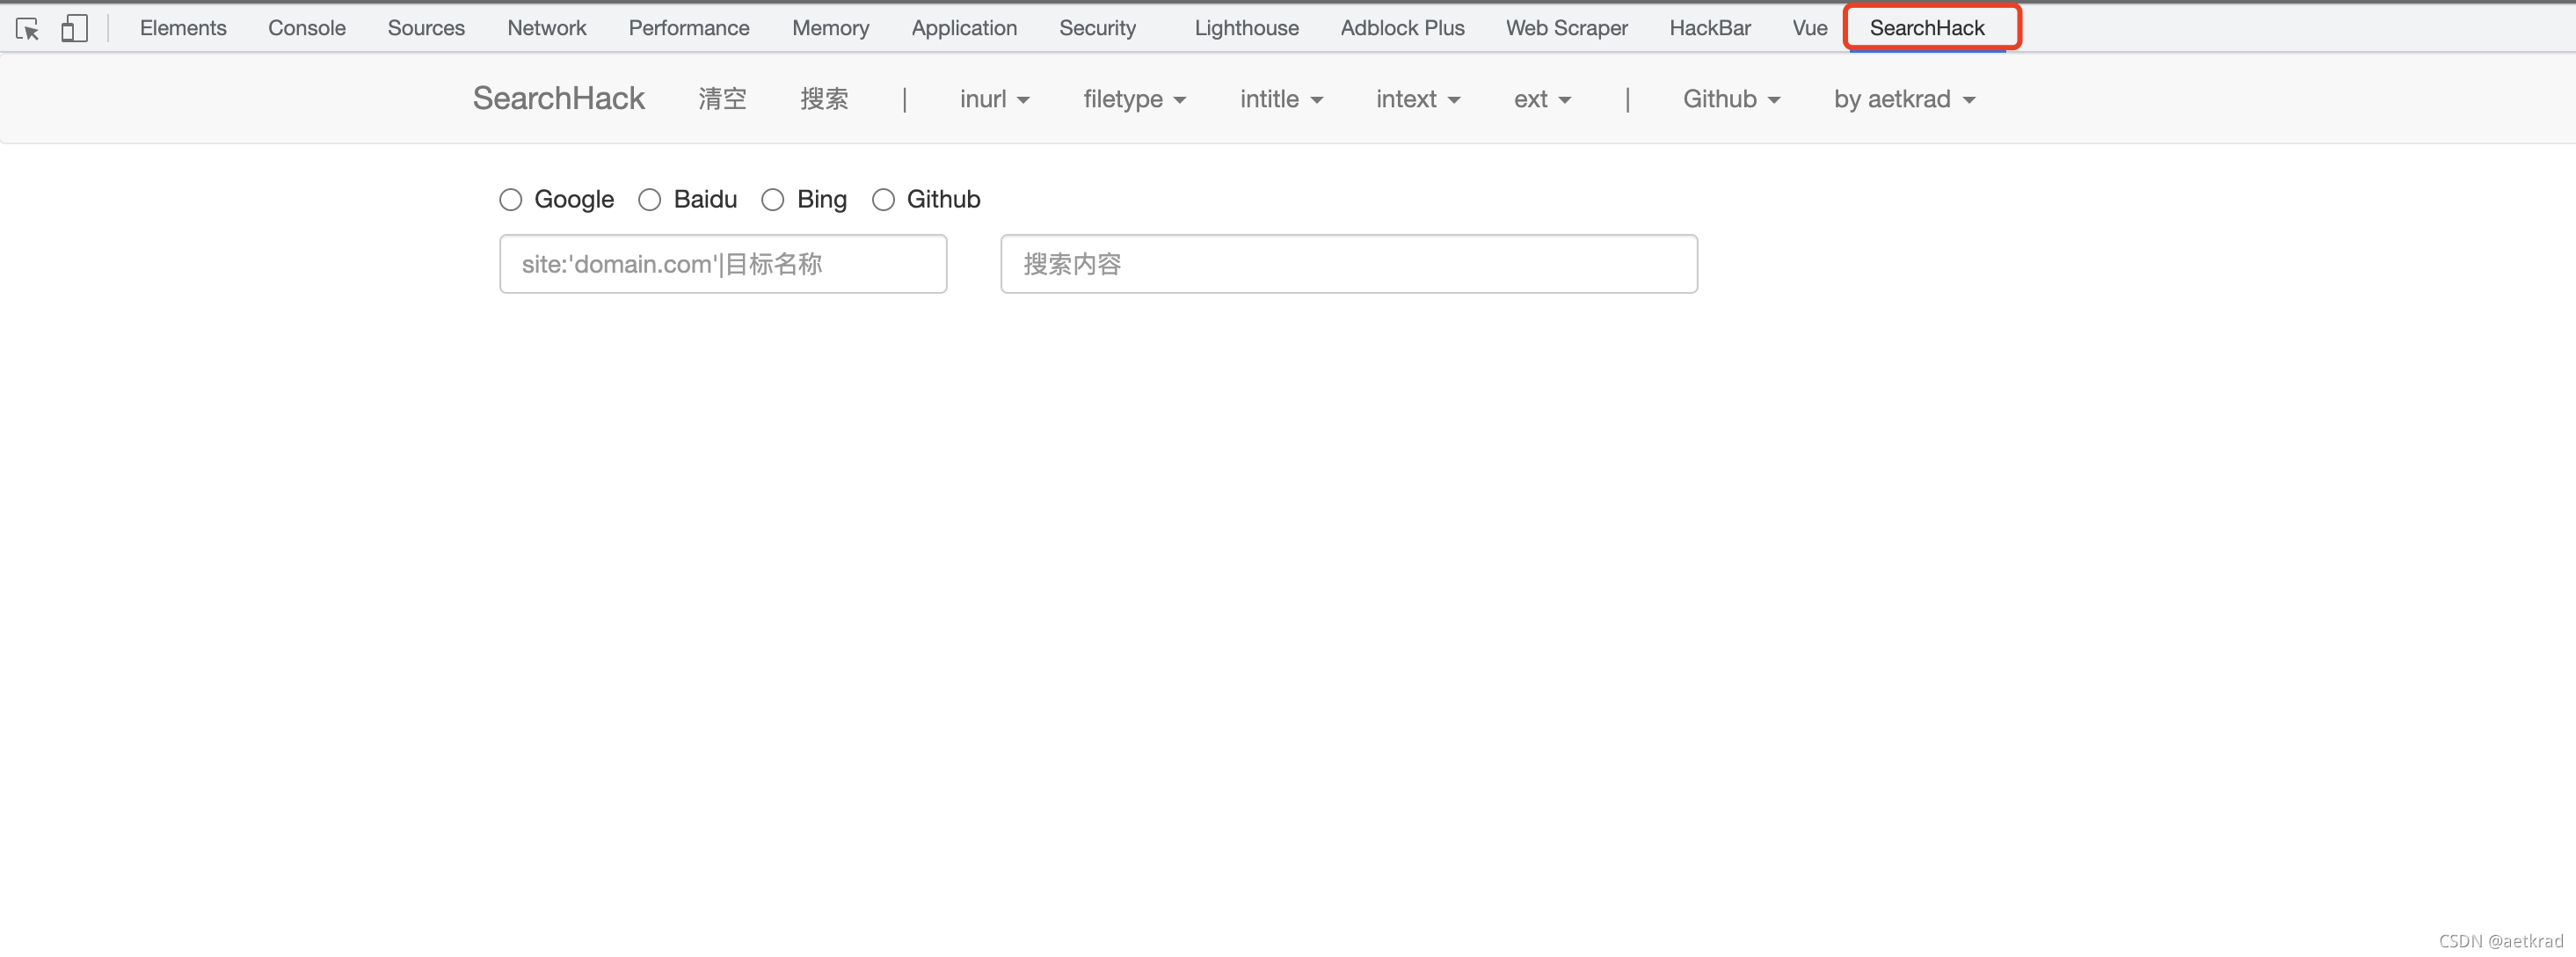 Elements Console Sources Network Performance Memory Application Security Lighthouse Adblock Plus Web Scraper HackBar Vue SearchHack
SearchHack 清空 搜索 | inurl filetype intitle intext ext | Github by aetkrad
Google Baidu Bing Github
site:'domain.com'|目标名称 搜索内容
CSDN @aetkrad